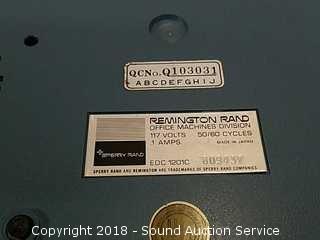 QCNo.Q103031
ABCDEFGHIJ
REMINGTON RAND
OFFICE MACHINES DIVISION
117 VOLTS 50/60 CYCLES
.1 AMPS. MADE IN JAPAN
SPERRY RAND
EDC 1201C
SPERRY RAND AND REMINGTON ARE TRADEMARKS OF SPERRY RAND COMPANIES
Copyright 2018 - Sound Auction Service